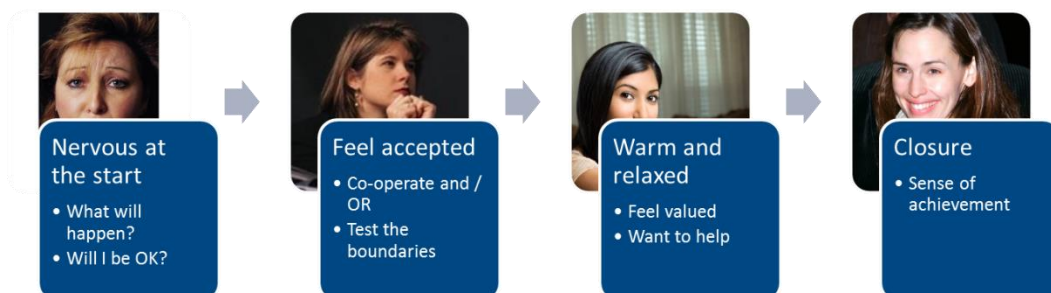 Nervous at
the start
• What will
happen?
• Will I be OK?
Feel accepted
• Co-operate and /
OR
• Test the
boundaries
Warm and
relaxed
• Feel valued
• Want to help
Closure
• Sense of
achievement